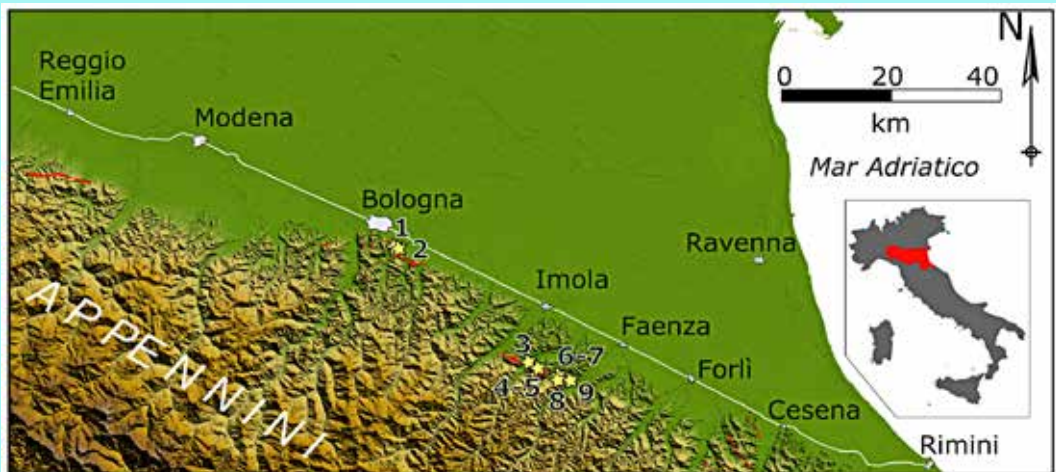 Reggio
Emilia
Modena
Bologna
1
2
Imola
Faenza
Forlì
Cesena
Rimini
Ravenna
3
6-7
4-5
8
9
APPENNINI
N
0 20 40
km
Mar Adriatico